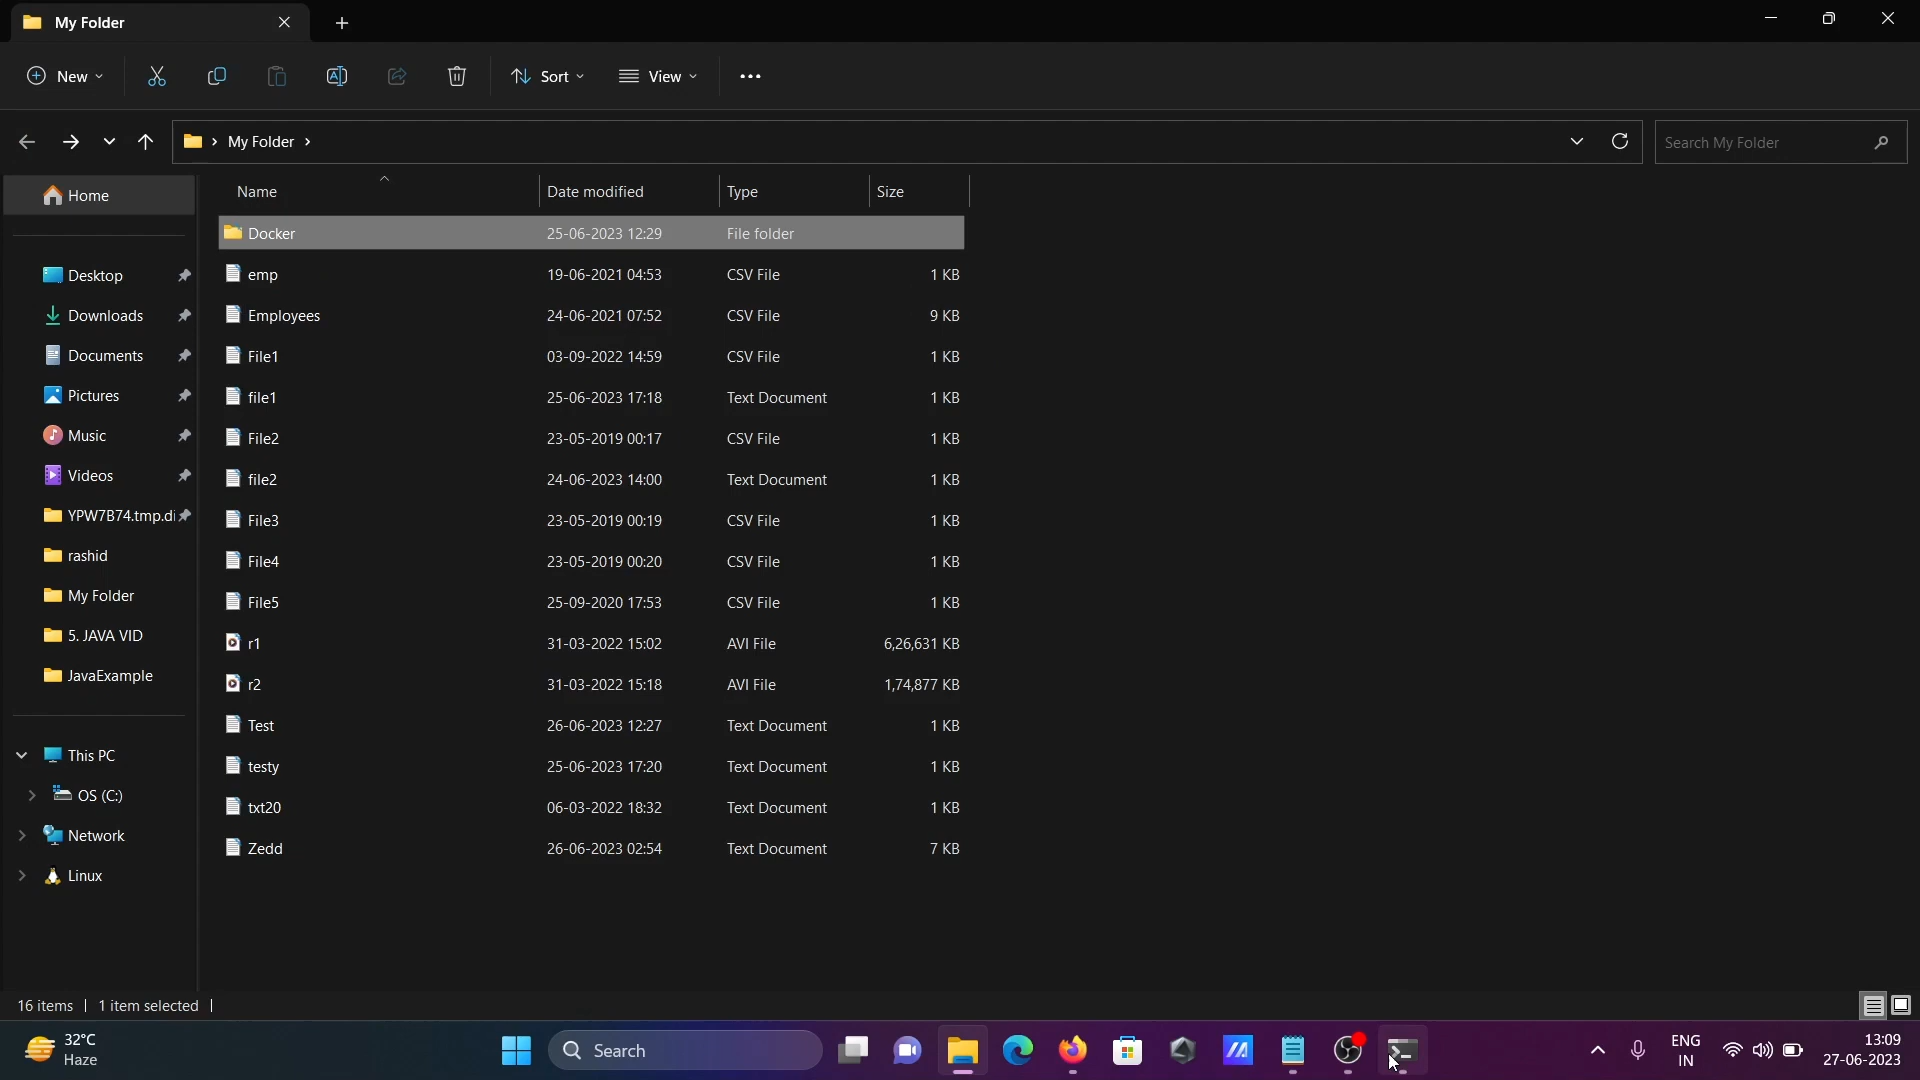 My Folder
New
Sort
View
My Folder
Search My Folder
Home
Desktop
Downloads
Documents
Pictures
Music
Videos
YPW7B74.tmp.di
rashid
My Folder
5. JAVA VID
JavaExample
This PC
OS (C:)
Network
Linux
Name Date modified Type Size
Docker 25-06-2023 12:29 File folder
emp 19-06-2021 04:53 CSV File 1 KB
Employees 24-06-2021 07:52 CSV File 9 KB
File1 03-09-2022 14:59 CSV File 1 KB
file1 25-06-2023 17:18 Text Document 1 KB
File2 23-05-2019 00:17 CSV File 1 KB
file2 24-06-2023 14:00 Text Document 1 KB
File3 23-05-2019 00:19 CSV File 1 KB
File4 23-05-2019 00:20 CSV File 1 KB
File5 25-09-2020 17:53 CSV File 1 KB
r1 31-03-2022 15:02 AVI File 6,26,631 KB
r2 31-03-2022 15:18 AVI File 1,74,877 KB
Test 26-06-2023 12:27 Text Document 1 KB
testy 25-06-2023 17:20 Text Document 1 KB
txt20 06-03-2022 18:32 Text Document 1 KB
Zedd 26-06-2023 02:54 Text Document 7 KB
16 items 1 item selected
32°C
Haze
Search
ENG
IN
13:09
27-06-2023